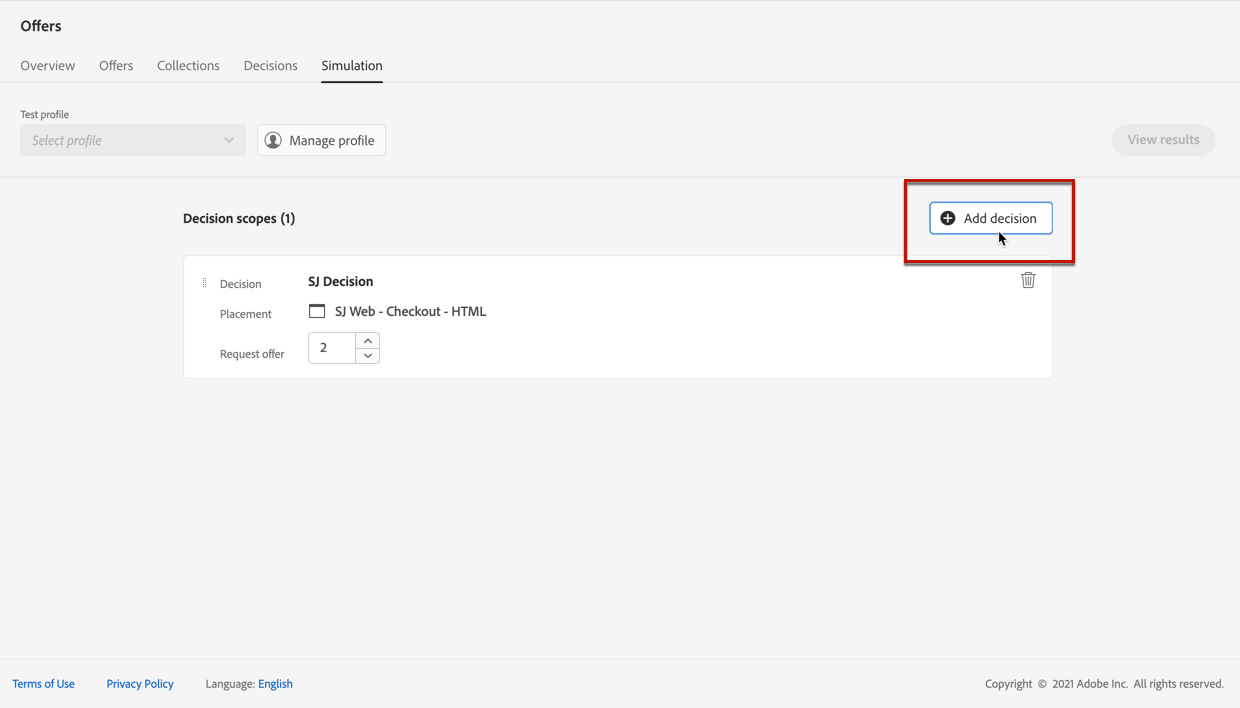 Offers
Overview Offers Collections Decisions Simulation
Test profile
Select profile Manage profile View results
Decision scopes (1) Add decision
Decision SJ Decision
Placement SJ Web - Checkout - HTML
Request offer 2
Terms of Use Privacy Policy Language: English Copyright © 2021 Adobe Inc. All rights reserved.